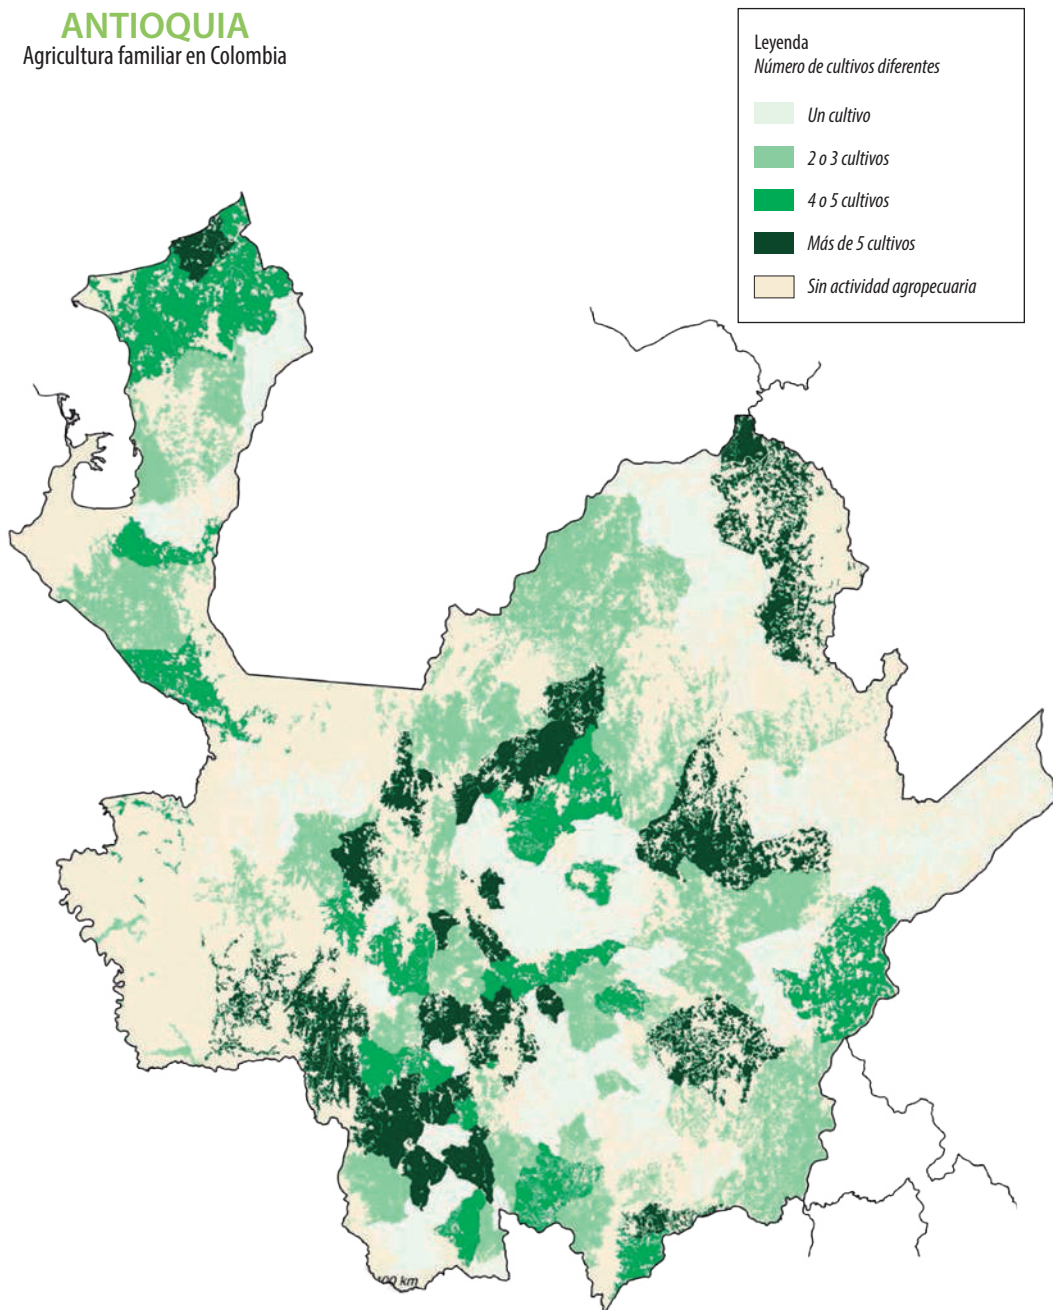 ANTIOQUIA
Agricultura familiar en Colombia
Leyenda
Número de cultivos diferentes
Un cultivo
2 o 3 cultivos
4 o 5 cultivos
Más de 5 cultivos
Sin actividad agropecuaria
km